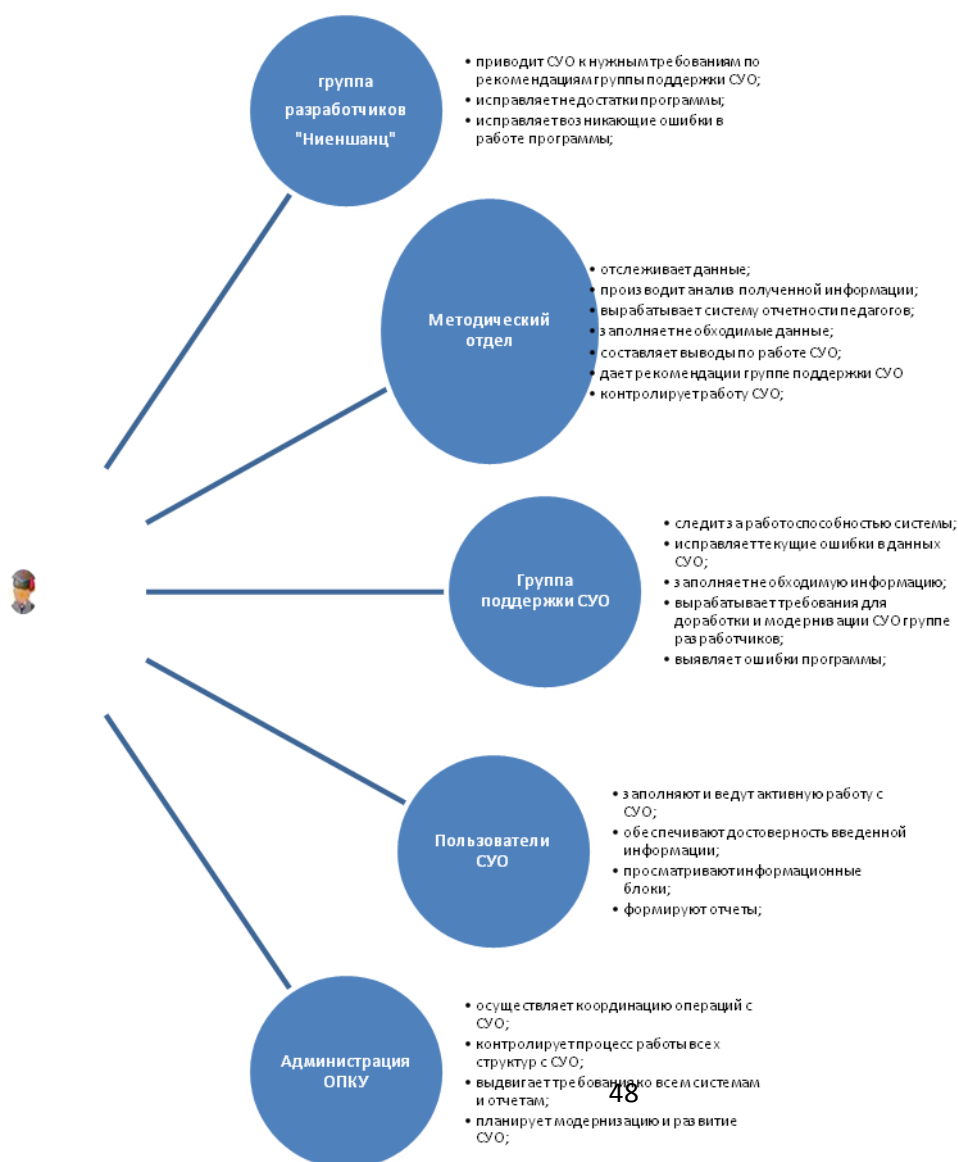 группа
разработчиков
"Ниеншанц"
• приводит СУО к нужным требованиям по
рекомендациям группы поддержки СУО;
• исправляет недостатки программы;
• исправляет возникающие ошибки в
работе программы;
Методический
отдел
• отслеживает данные;
• производит анализ полученной информации;
• вырабатывает систему отчетности педагогов;
• заполняет необходимые данные;
• составляет выводы по работе СУО;
• дает рекомендации группе поддержки СУО
• контролирует работу СУО;
Группа
поддержки СУО
• следит за работоспособностью системы;
• исправляет текущие ошибки в данных
СУО;
• заполняет необходимую информацию;
• вырабатывает требования для
доработки и модернизации СУО группе
разработчиков;
• выявляет ошибки программы;
Пользователи
СУО
• заполняют и ведут активную работу с
СУО;
• обеспечивают достоверность введенной
информации;
• просматривают информационные
блоки;
• формируют отчеты;
Администрация
ОПКУ
• осуществляет координацию операций с
СУО;
• контролирует процесс работы всех
структур с СУО;
• выдвигает требования ко всем системам
и отчетам;
• планирует модернизацию и развитие
СУО;
48